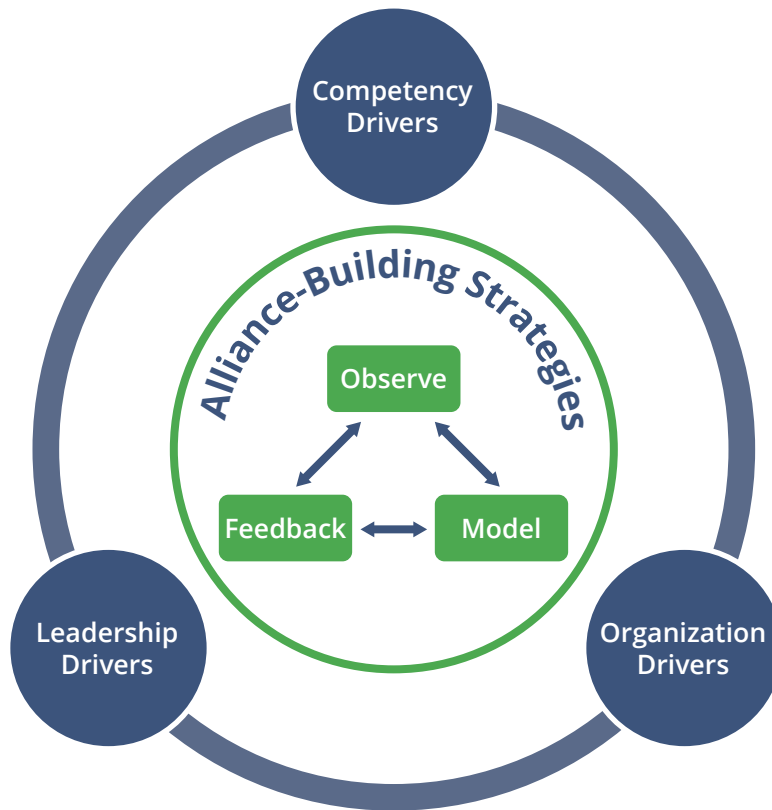 Competency
Drivers
Alliance-Building Strategies
Observe
Feedback
Model
Leadership
Drivers
Organization
Drivers